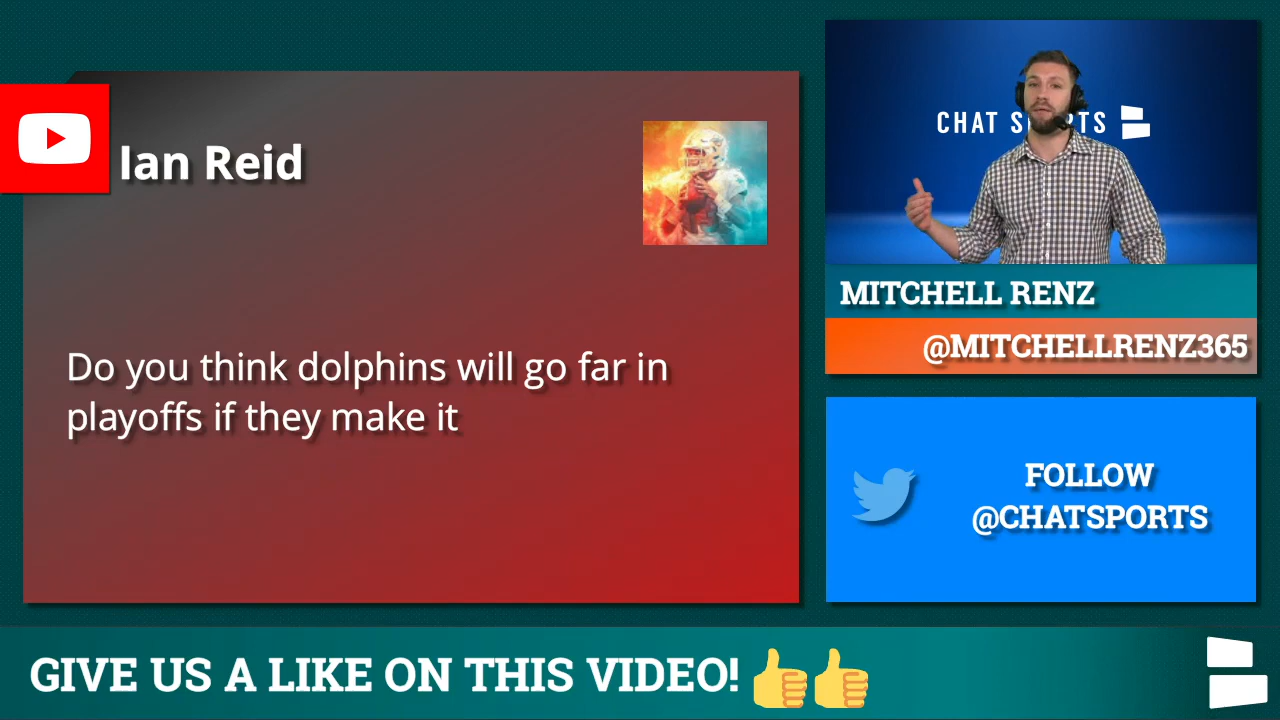 Ian Reid
Do you think dolphins will go far in
playoffs if they make it
CHAT SPORTS
MITCHELL RENZ
@MITCHELLRENZ365
FOLLOW
@CHATSPORTS
GIVE US A LIKE ON THIS VIDEO! 👍👍